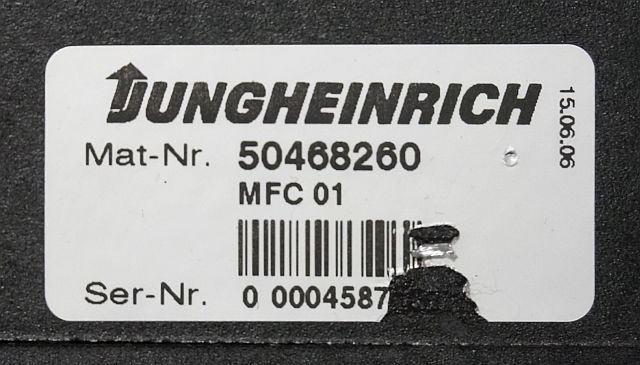 JUNGHEINRICH
15.06.06
Mat-Nr. 50468260
MFC 01
Ser-Nr. 0 0004587